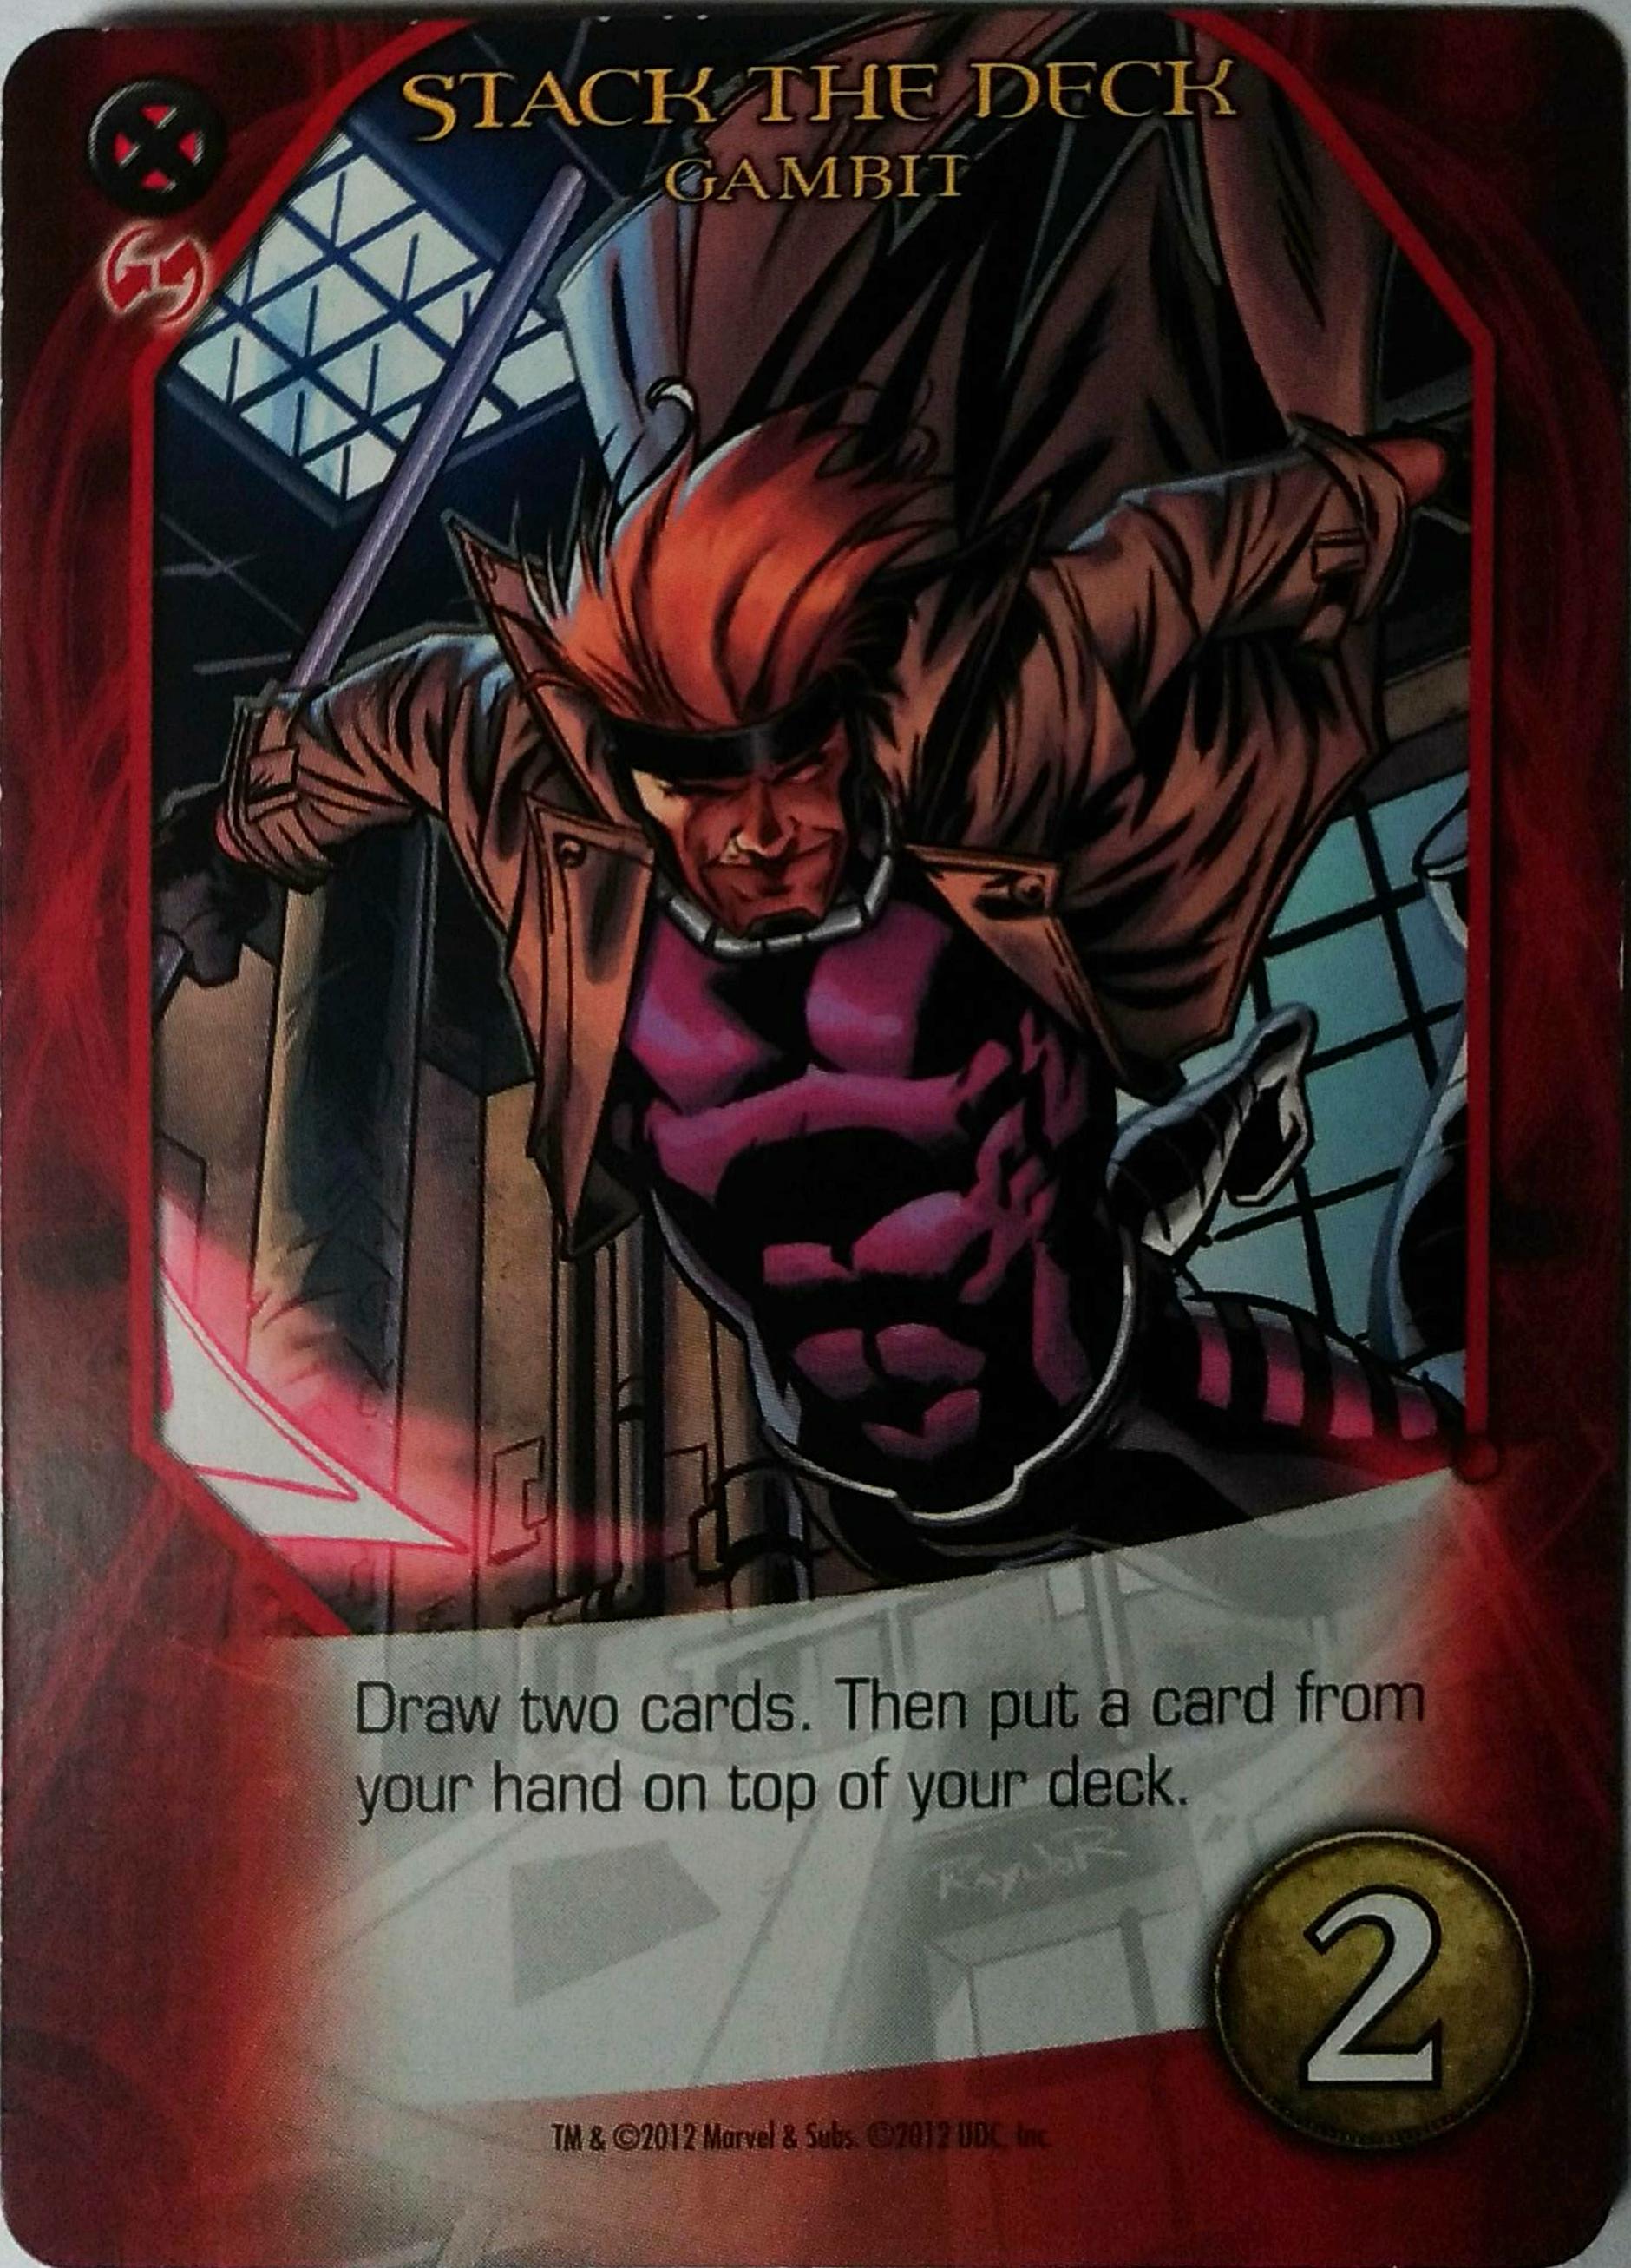 STACK THE DECK
GAMBIT
Draw two cards. Then put a card from
your hand on top of your deck.
RaynoR
2
TM & ©2012 Marvel & Subs. ©2012 UDC, Inc.